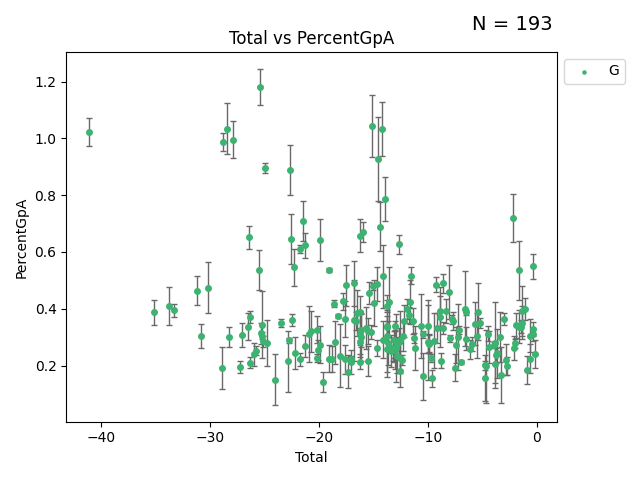 N = 193
Total vs PercentGpA
G
PercentGpA
1.2
1.0
0.8
0.6
0.4
0.2
−40
−30
−20
−10
0
Total